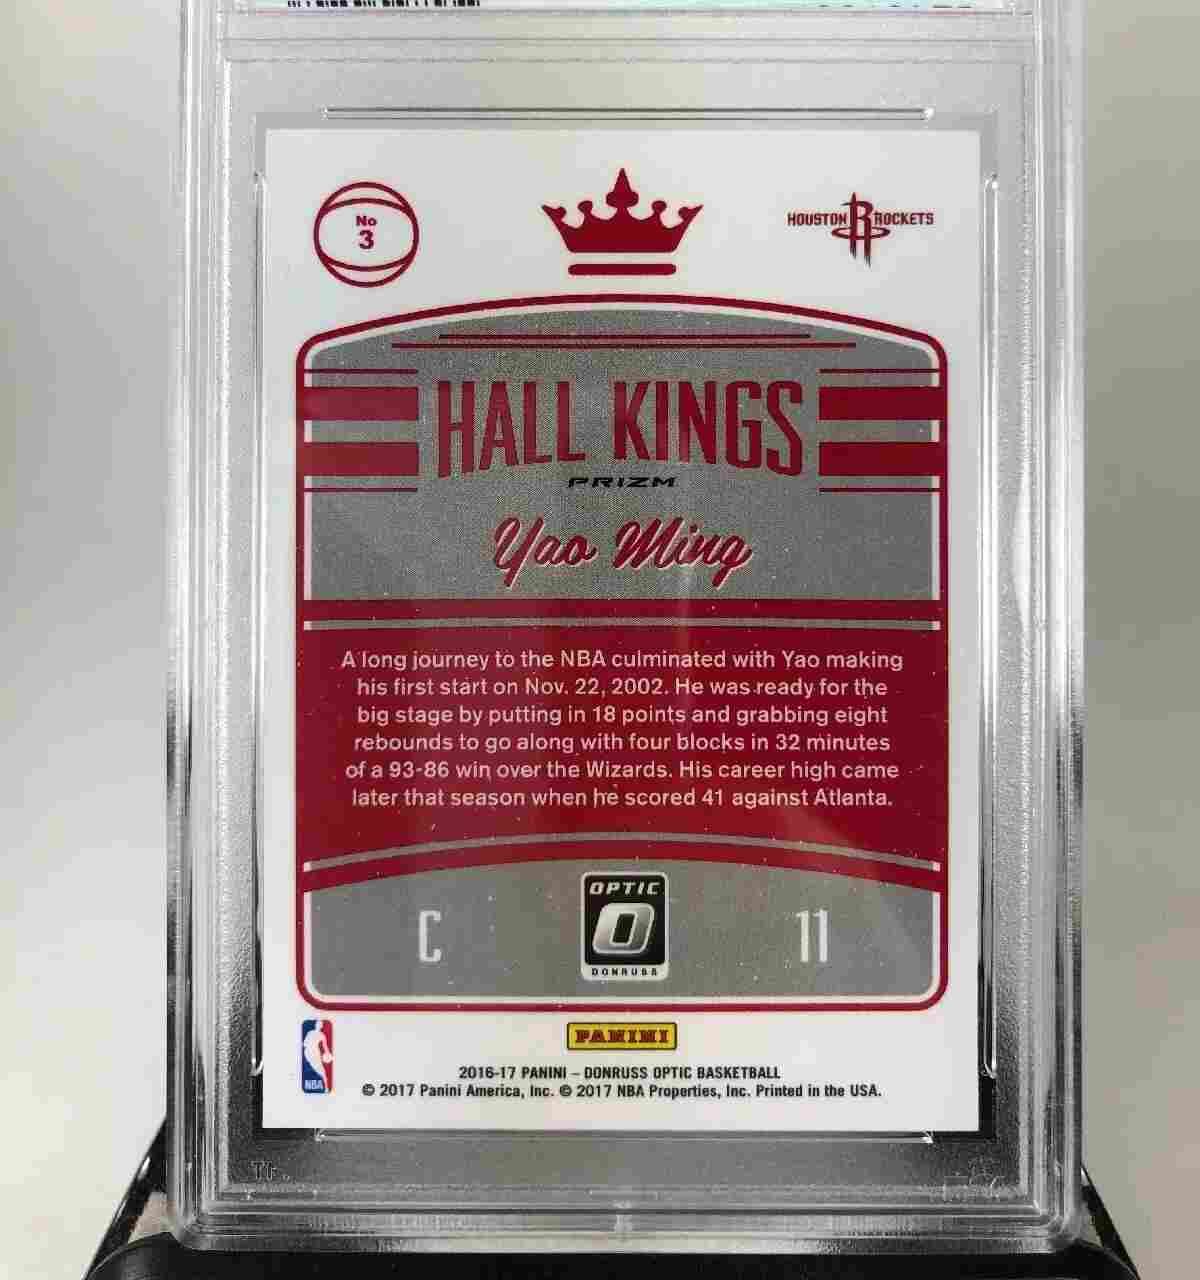 No
3
HOUSTON ROCKETS
HALL KINGS
PRIZM
Yao Ming
A long journey to the NBA culminated with Yao making
his first start on Nov. 22, 2002. He was ready for the
big stage by putting in 18 points and grabbing eight
rebounds to go along with four blocks in 32 minutes
of a 93-86 win over the Wizards. His career high came
later that season when he scored 41 against Atlanta.
C
OPTIC
O
DONRUSS
11
NBA
PANINI
2016-17 PANINI – DONRUSS OPTIC BASKETBALL
© 2017 Panini America, Inc. © 2017 NBA Properties, Inc. Printed in the USA.